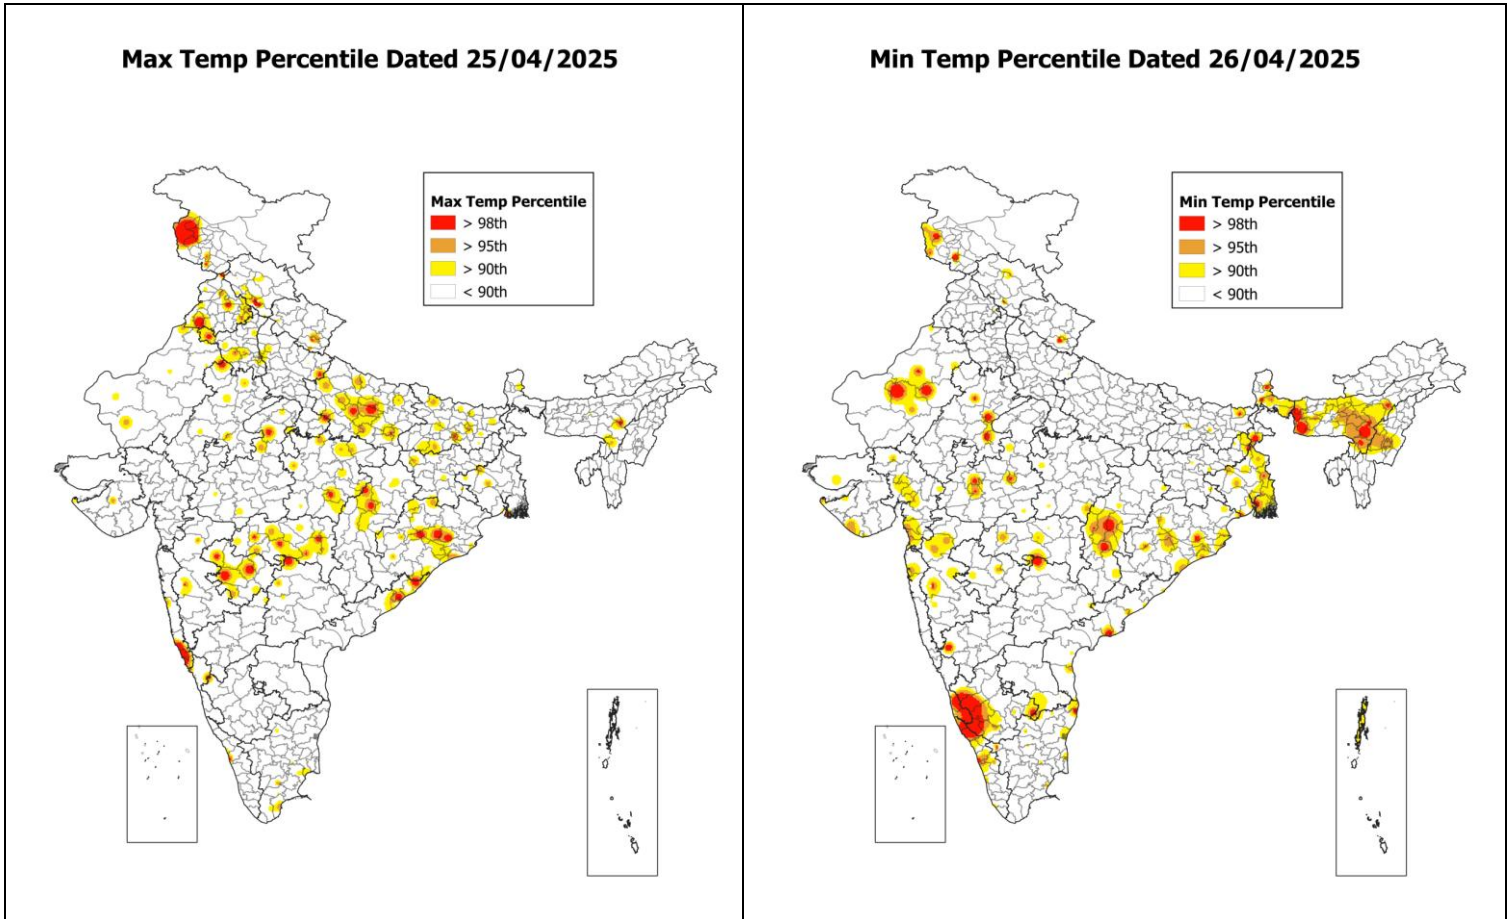 Max Temp Percentile Dated 25/04/2025
Max Temp Percentile
> 98th
> 95th
> 90th
< 90th
Min Temp Percentile Dated 26/04/2025
Min Temp Percentile
> 98th
> 95th
> 90th
< 90th